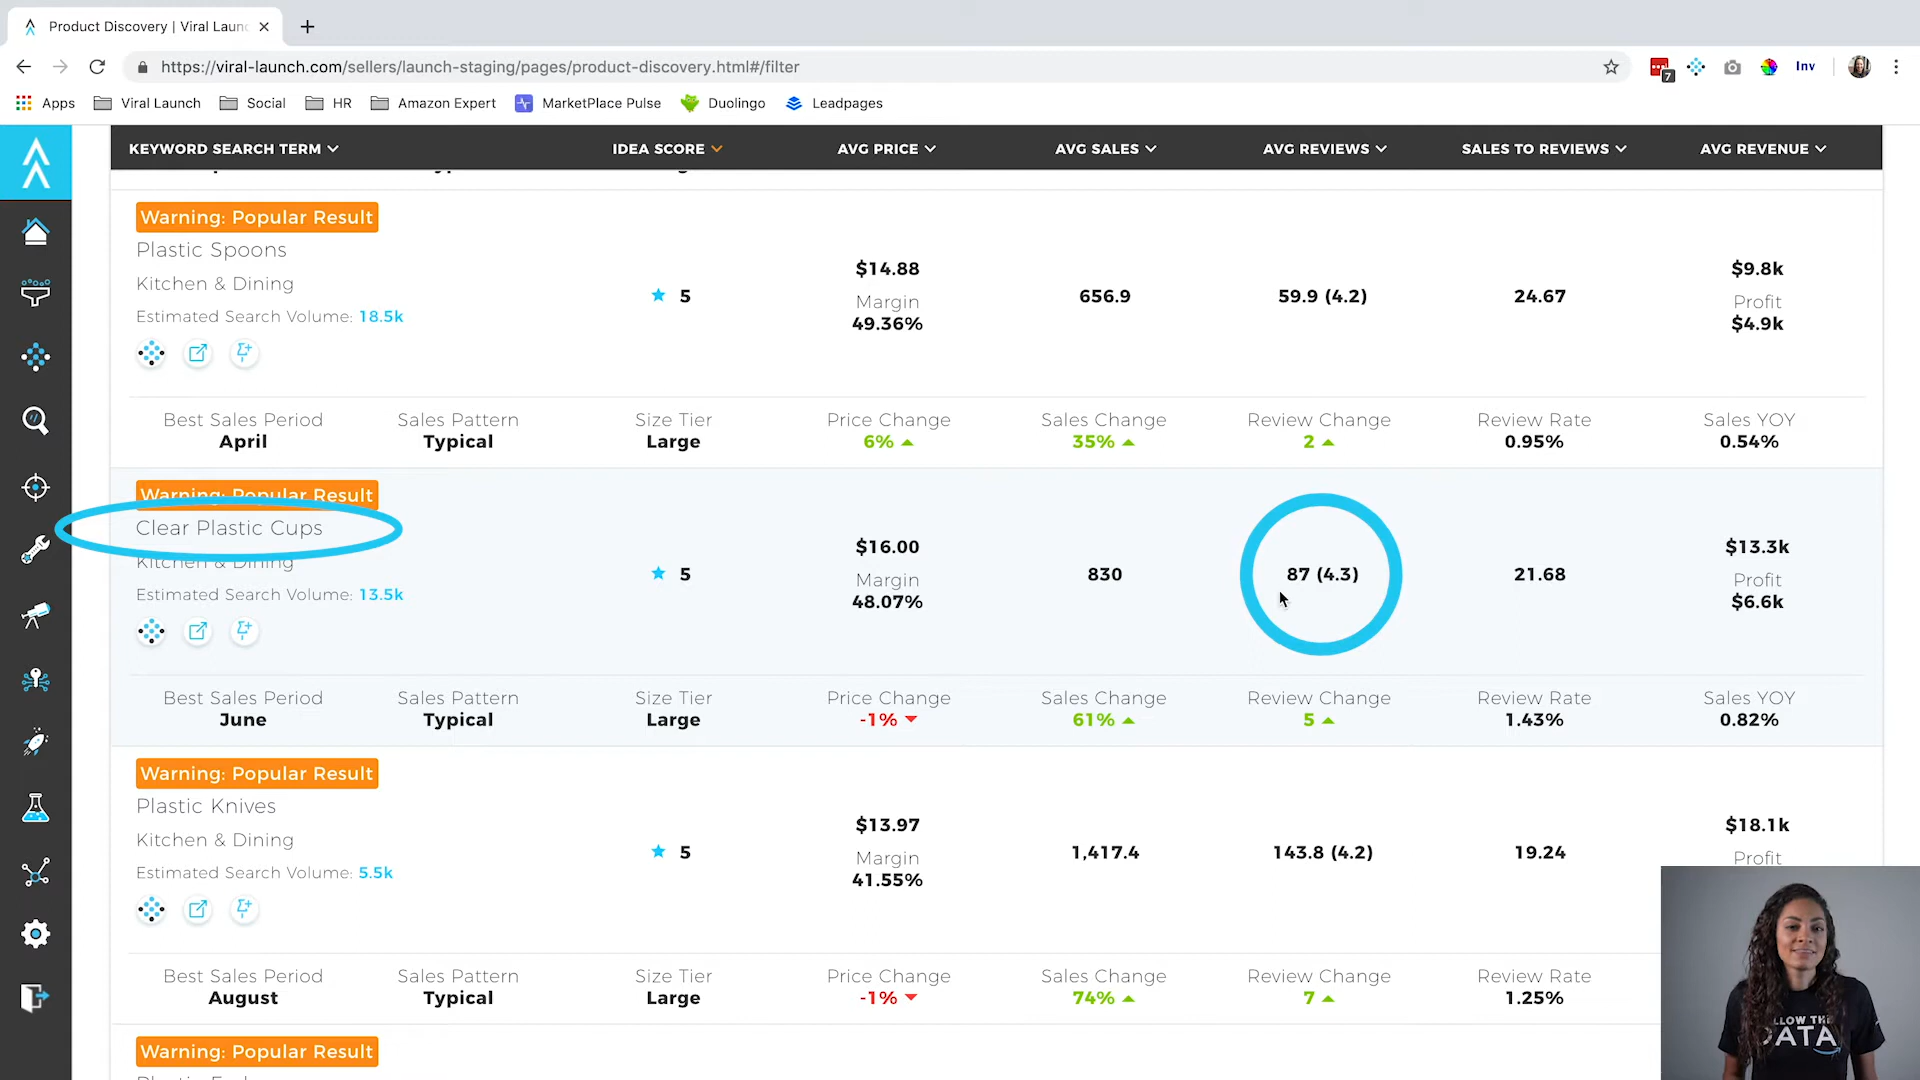 Product Discovery | Viral Laun
https://viral-launch.com/sellers/launch-staging/pages/product-discovery.html#/filter
7
Inv
Apps Viral Launch Social HR Amazon Expert MarketPlace Pulse Duolingo Leadpages
KEYWORD SEARCH TERM IDEA SCORE AVG PRICE AVG SALES AVG REVIEWS SALES TO REVIEWS AVG REVENUE
Warning: Popular Result
Plastic Spoons
Kitchen & Dining
Estimated Search Volume: 18.5k
5
$14.88
Margin
49.36%
656.9
59.9 (4.2)
24.67
$9.8k
Profit
$4.9k
Best Sales Period Sales Pattern Size Tier Price Change Sales Change Review Change Review Rate Sales YOY
April Typical Large 6% 35% 2 0.95% 0.54%
Warning: Popular Result
Clear Plastic Cups
Kitchen & Dining
Estimated Search Volume: 13.5k
5
$16.00
Margin
48.07%
830
87 (4.3)
21.68
$13.3k
Profit
$6.6k
Best Sales Period Sales Pattern Size Tier Price Change Sales Change Review Change Review Rate Sales YOY
June Typical Large -1% 61% 5 1.43% 0.82%
Warning: Popular Result
Plastic Knives
Kitchen & Dining
Estimated Search Volume: 5.5k
5
$13.97
Margin
41.55%
1,417.4
143.8 (4.2)
19.24
$18.1k
Profit
Best Sales Period Sales Pattern Size Tier Price Change Sales Change Review Change Review Rate
August Typical Large -1% 74% 7 1.25%
Warning: Popular Result